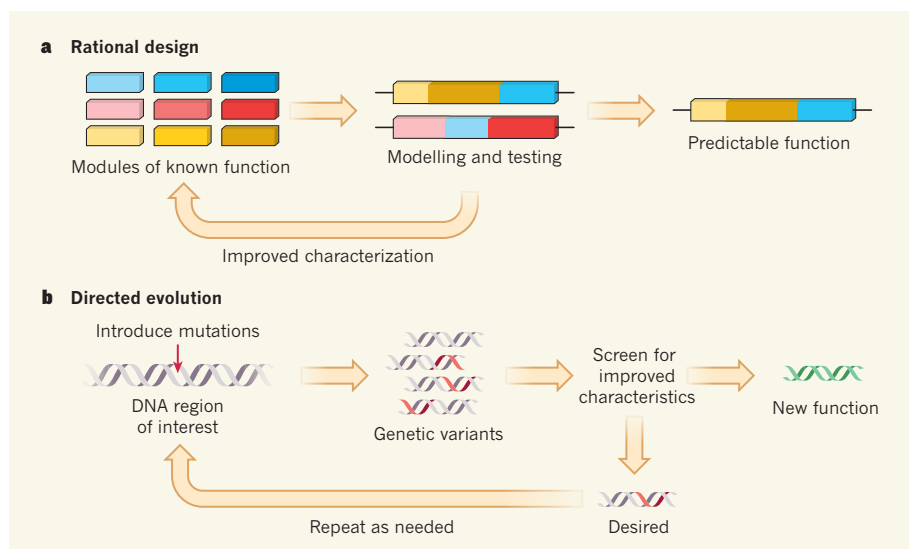 a Rational design
Modules of known function
Modelling and testing
Predictable function
Improved characterization
b Directed evolution
Introduce mutations
DNA region
of interest
Genetic variants
Screen for
improved
characteristics
New function
Repeat as needed
Desired